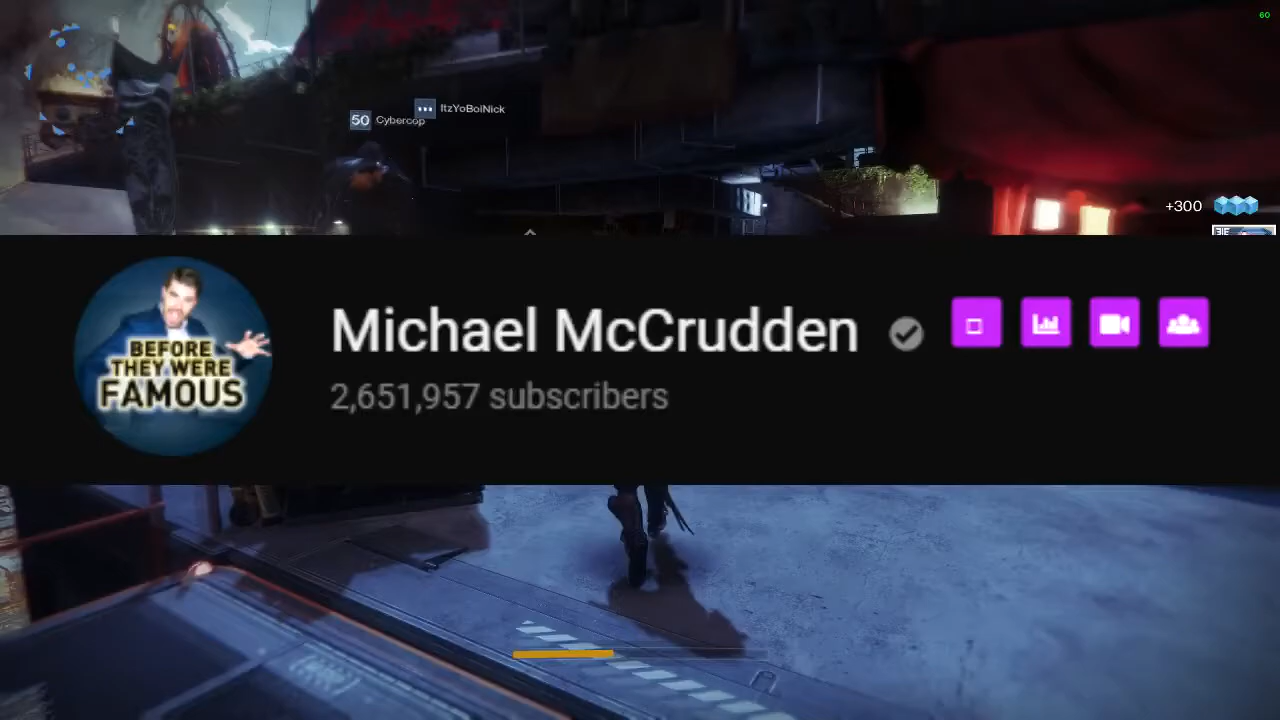 60
ItzYoBoiNick
50 Cybercop
+300
BEFORE
THEY WERE
FAMOUS
Michael McCrudden
2,651,957 subscribers